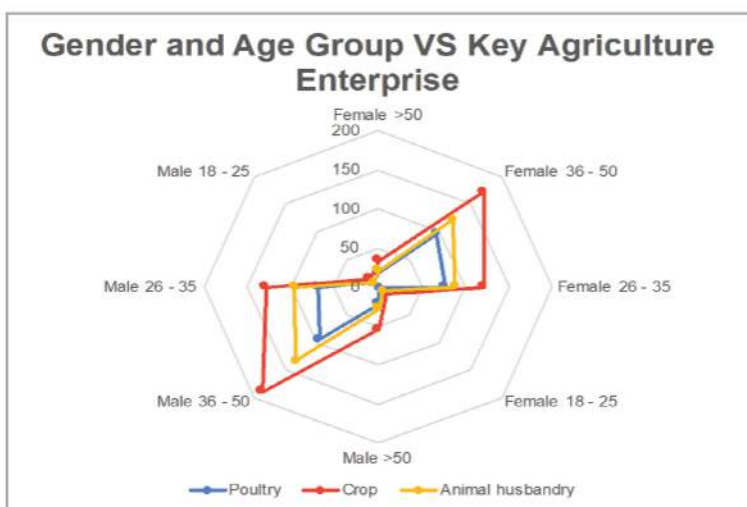 Gender and Age Group VS Key Agriculture
Enterprise
Female >50
200
Male 18 - 25
Female 36 - 50
150
100
50
Male 26 - 35
0
Female 26 - 35
Male 36 - 50
Female 18 - 25
Male >50
Poultry Crop Animal husbandry